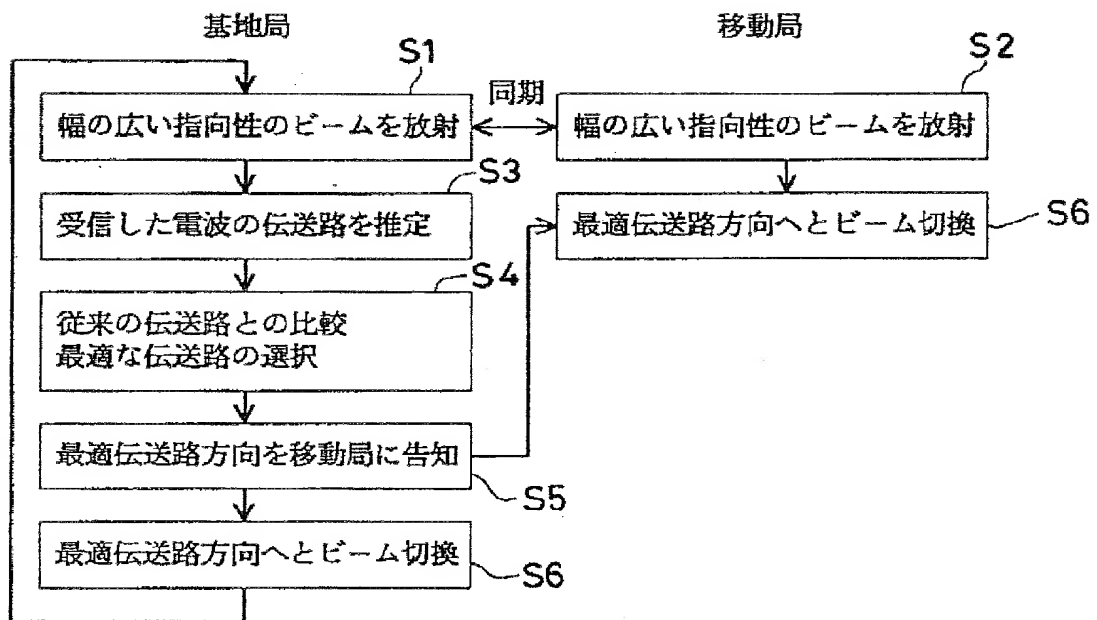 基地局
移動局
S1
S2
幅の広い指向性のビームを放射
同期
幅の広い指向性のビームを放射
S3
受信した電波の伝送路を推定
最適伝送路方向へとビーム切換
S6
S4
従来の伝送路との比較
最適な伝送路の選択
最適伝送路方向を移動局に告知
S5
最適伝送路方向へとビーム切換
S6